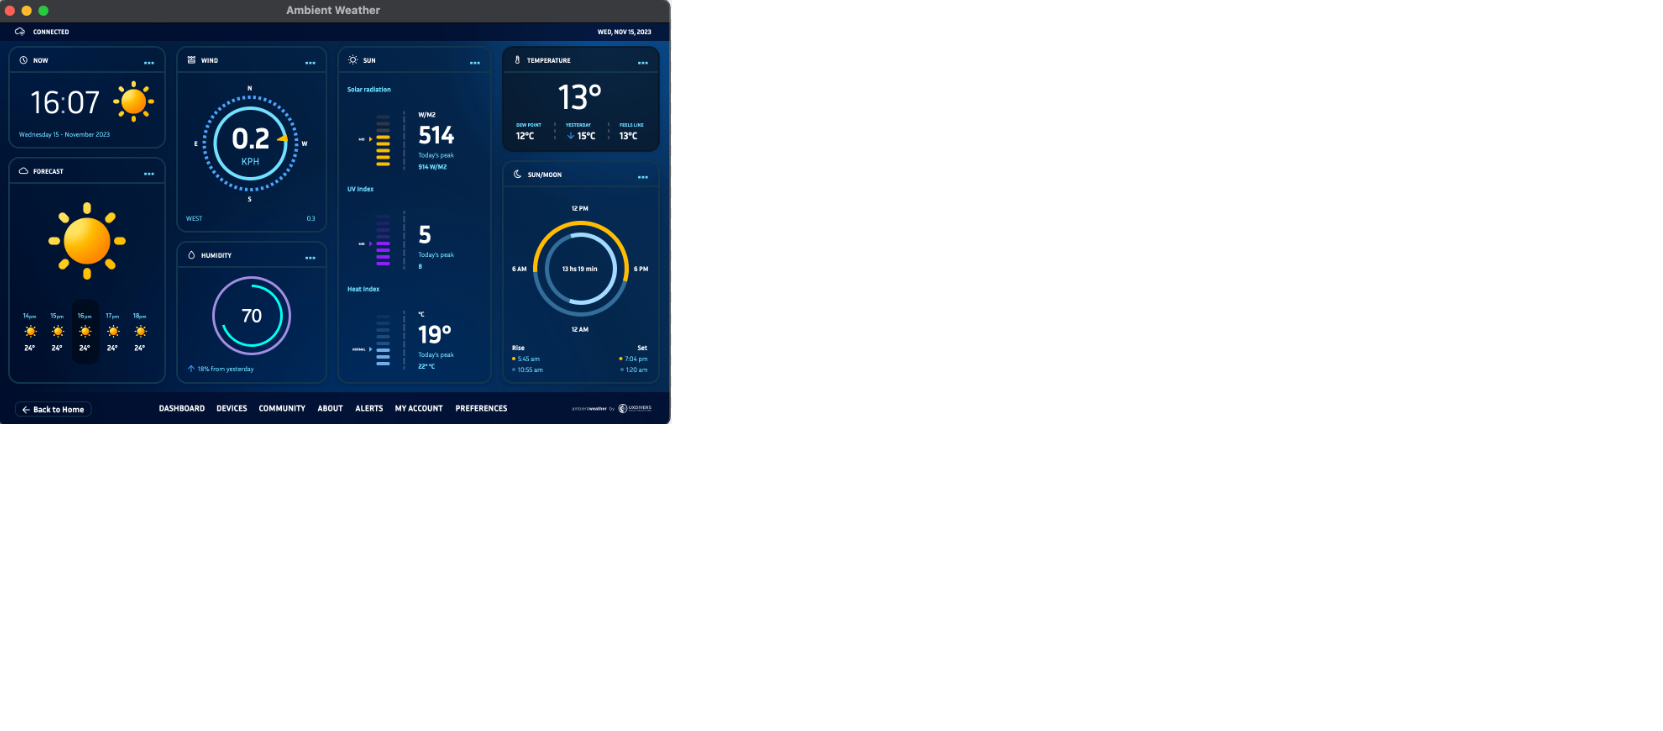 Ambient Weather
CONNECTED
WED, NOV 15, 2023
NOW
16:07
Wednesday 15 - November 2023
FORECAST
14pm 15pm 16pm 17pm 18pm
24° 24° 24° 24° 24°
WIND
N
E
W
S
0.2
KPH
WEST
0.3
HUMIDITY
70
18% from yesterday
SUN
Solar radiation
W/M2
MID
514
Today's peak
914 W/M2
UV Index
MID
5
Today's peak
8
Heat Index
°C
NORMAL
19°
Today's peak
22° °C
TEMPERATURE
13°
DEW POINT
12°C
YESTERDAY
15°C
FEELS LIKE
13°C
SUN/MOON
12 PM
6 AM
13 hs 19 min
6 PM
12 AM
Rise
Set
5:45 am
7:04 pm
10:55 am
1:20 am
Back to Home
DASHBOARD
DEVICES
COMMUNITY
ABOUT
ALERTS
MY ACCOUNT
PREFERENCES
ambientweather by
UXDIVERS